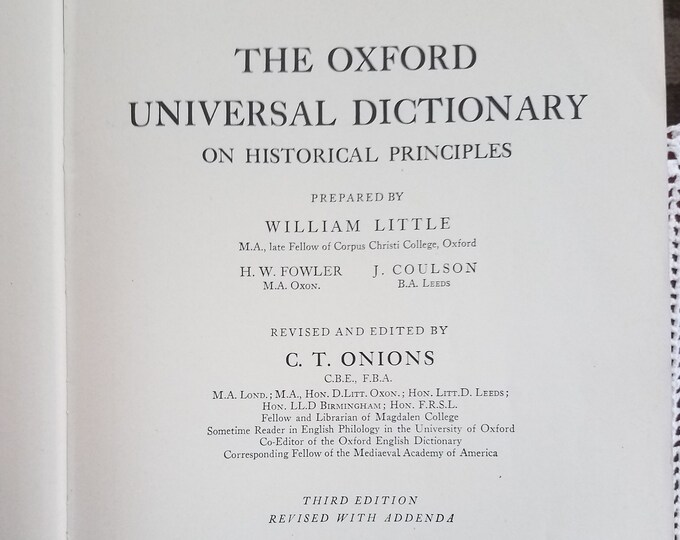 THE OXFORD
UNIVERSAL DICTIONARY
ON HISTORICAL PRINCIPLES
PREPARED BY
WILLIAM LITTLE
M.A., late Fellow of Corpus Christi College, Oxford
H. W. FOWLER J. COULSON
M.A. OXON. B.A. LEEDS
REVISED AND EDITED BY
C. T. ONIONS
C.B.E., F.B.A.
M.A. LOND.; M.A., HON. D.LITT. OXON.; HON. LITT.D. LEEDS;
HON. LL.D BIRMINGHAM; HON. F.R.S.L.
Fellow and Librarian of Magdalen College
Sometime Reader in English Philology in the University of Oxford
Co-Editor of the Oxford English Dictionary
Corresponding Fellow of the Mediaeval Academy of America
THIRD EDITION
REVISED WITH ADDENDA